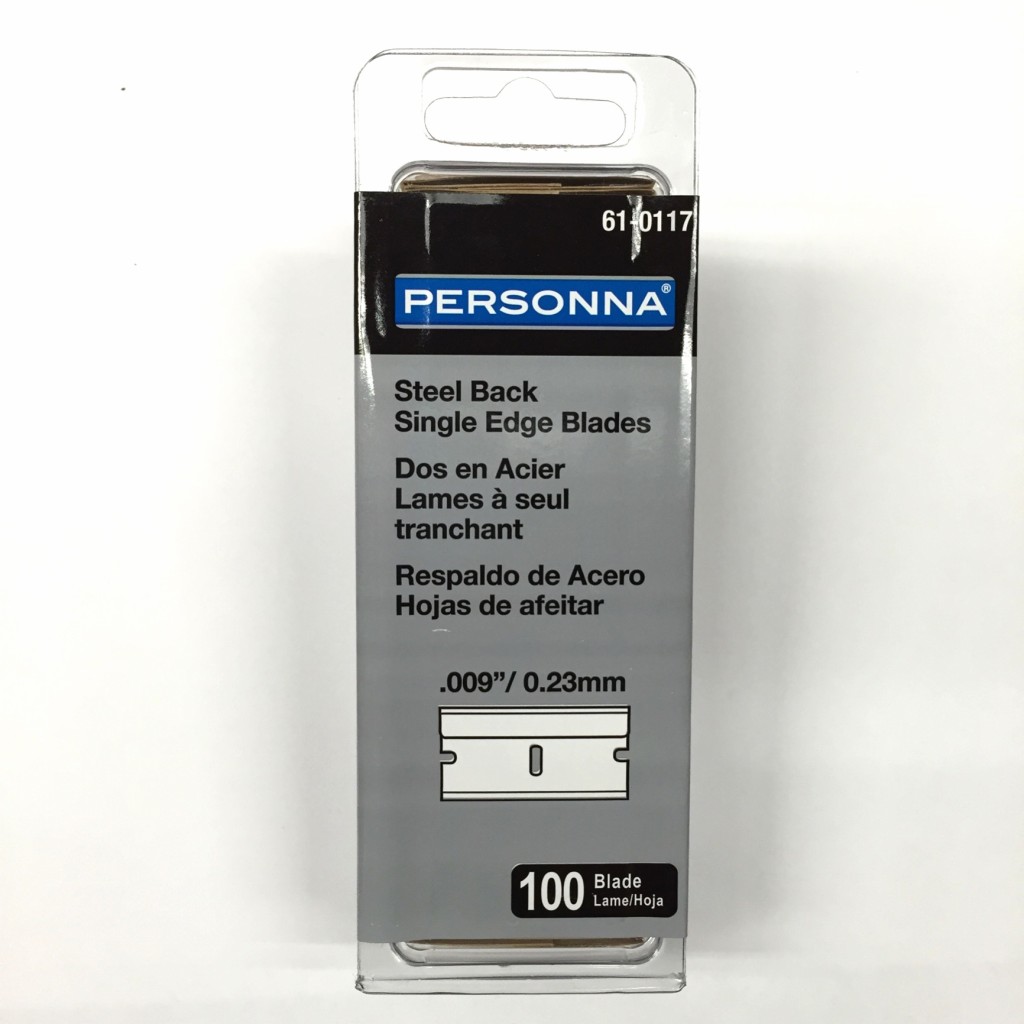 61-0117
PERSONNA®
Steel Back
Single Edge Blades
Dos en Acier
Lames à seul
tranchant
Respaldo de Acero
Hojas de afeitar
.009”/ 0.23mm
100 Blade
Lame/Hoja